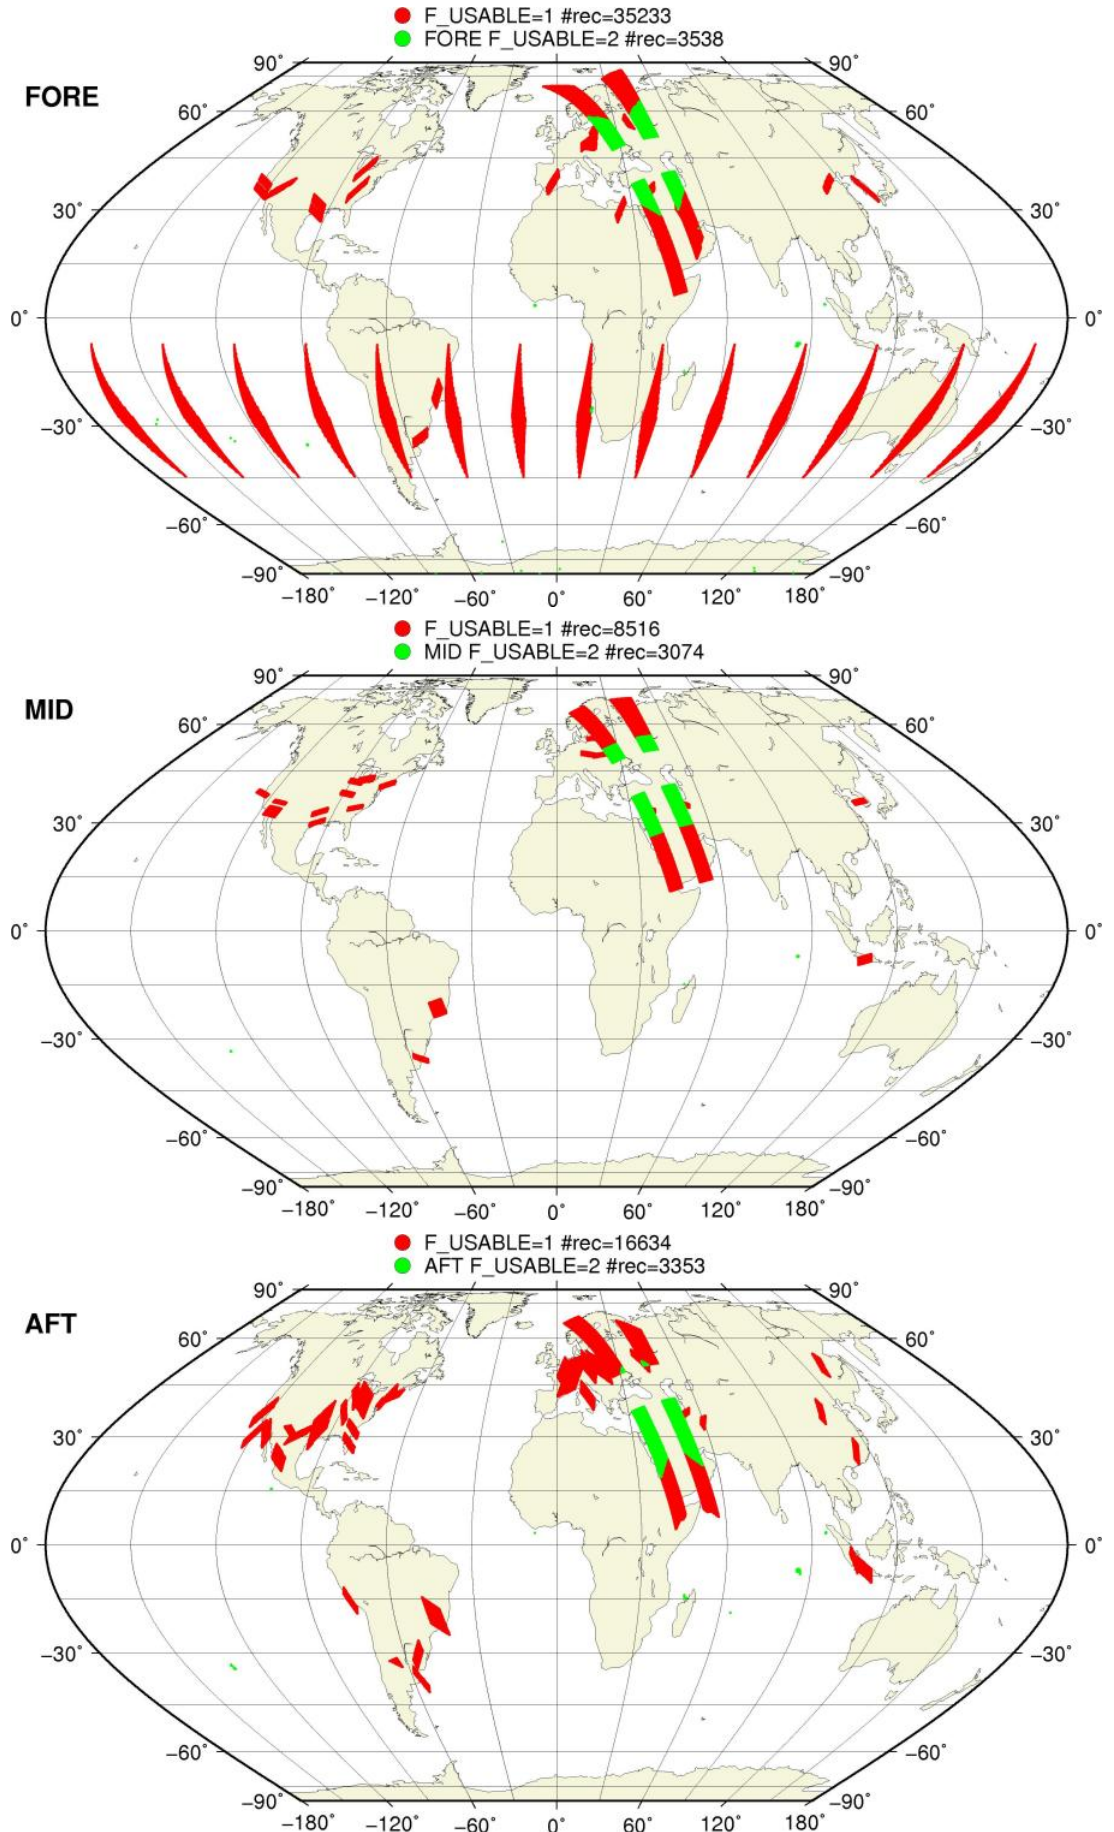 F_USABLE=1 #rec=35233
FORE F_USABLE=2 #rec=3538
FORE
90˚ 90˚
60˚ 60˚
30˚ 30˚
0˚ 0˚
−30˚ −30˚
−60˚ −60˚
−90˚ −90˚
−180˚ −120˚ −60˚ 0˚ 60˚ 120˚ 180˚
F_USABLE=1 #rec=8516
MID F_USABLE=2 #rec=3074
MID
90˚ 90˚
60˚ 60˚
30˚ 30˚
0˚ 0˚
−30˚ −30˚
−60˚ −60˚
−90˚ −90˚
−180˚ −120˚ −60˚ 0˚ 60˚ 120˚ 180˚
F_USABLE=1 #rec=16634
AFT F_USABLE=2 #rec=3353
AFT
90˚ 90˚
60˚ 60˚
30˚ 30˚
0˚ 0˚
−30˚ −30˚
−60˚ −60˚
−90˚ −90˚
−180˚ −120˚ −60˚ 0˚ 60˚ 120˚ 180˚